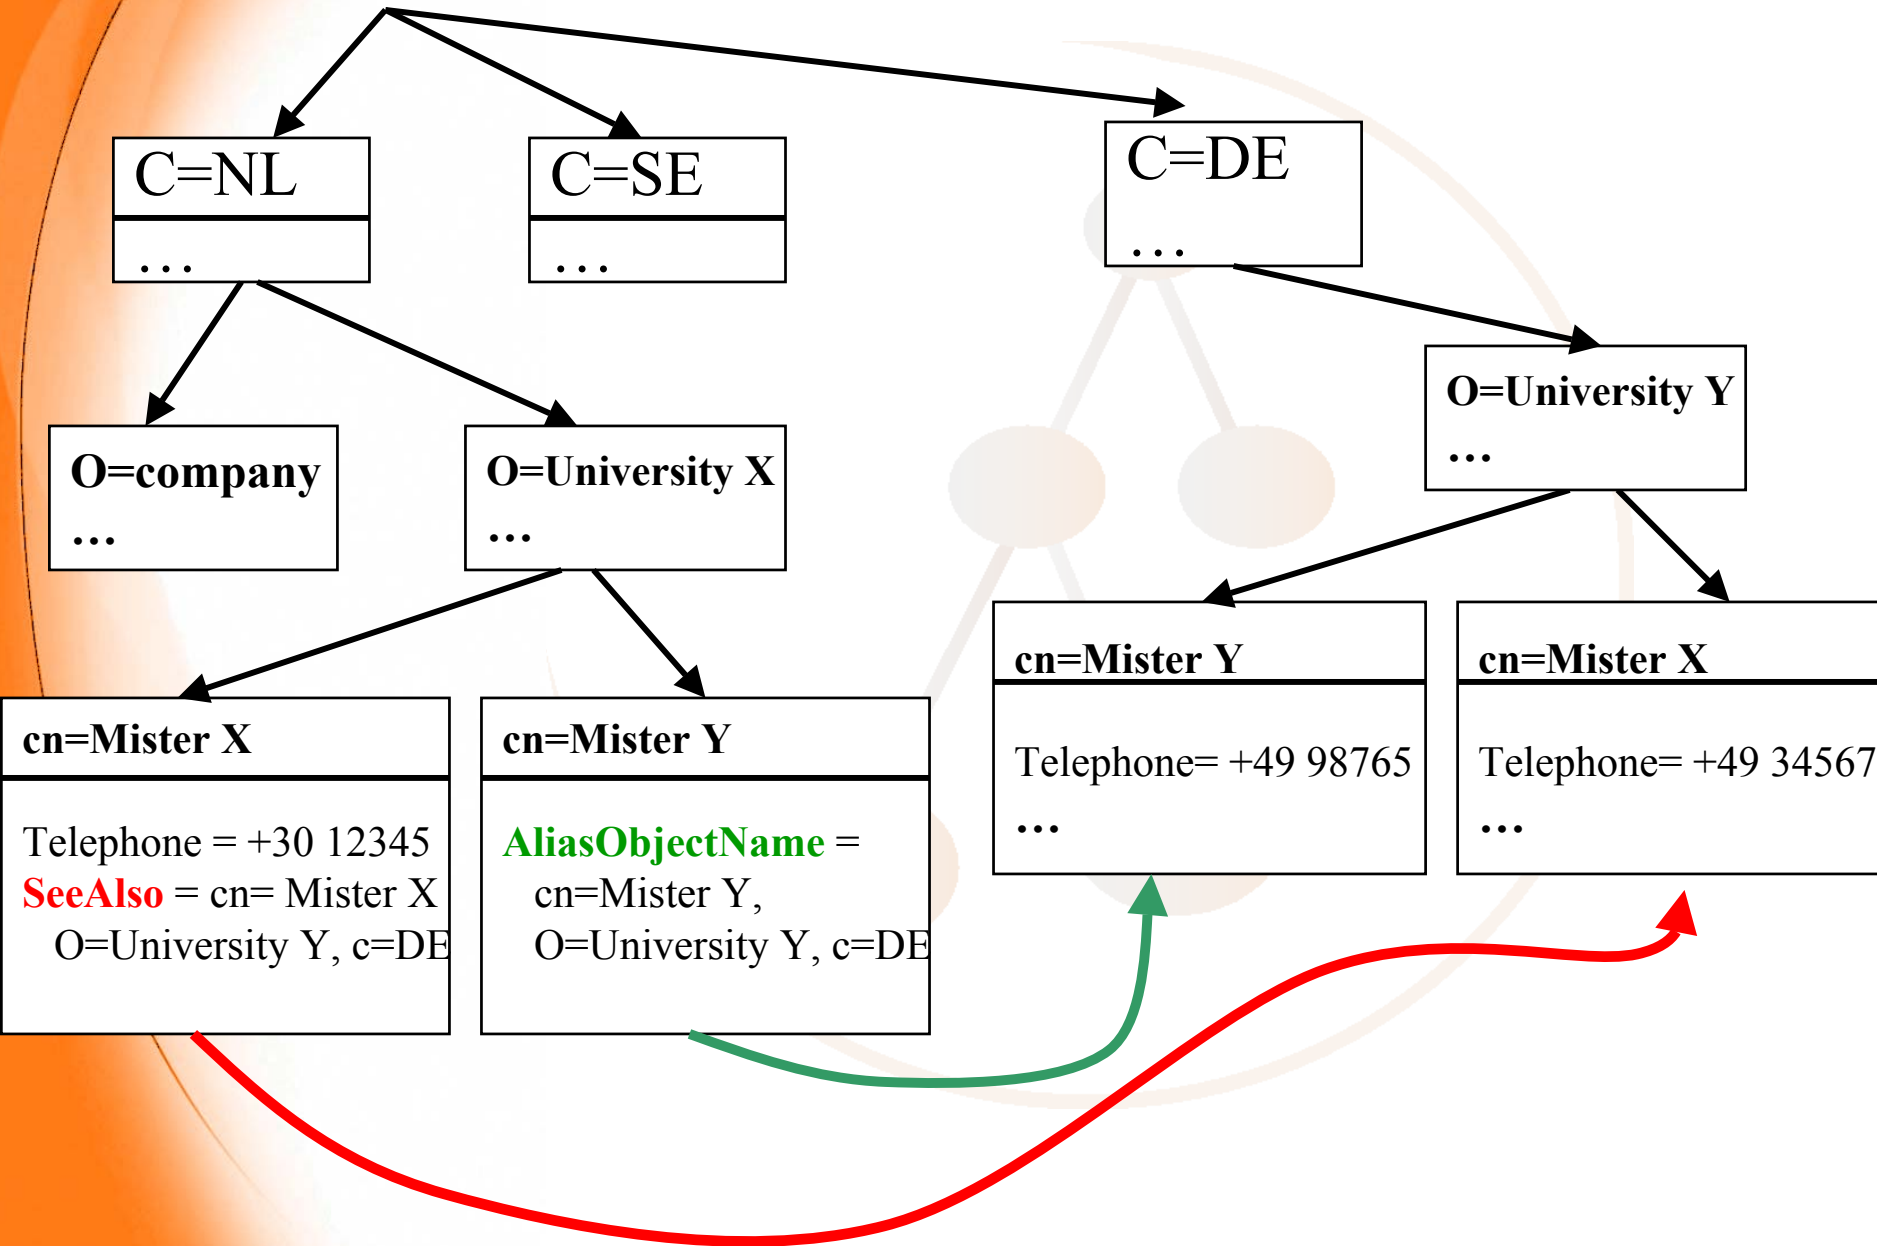 C=NL
...
C=SE
...
C=DE
...
O=company
...
O=University X
...
O=University Y
...
cn=Mister X
Telephone = +30 12345
SeeAlso = cn= Mister X
O=University Y, c=DE
cn=Mister Y
AliasObjectName =
cn=Mister Y,
O=University Y, c=DE
cn=Mister Y
Telephone= +49 98765
...
cn=Mister X
Telephone= +49 34567
...